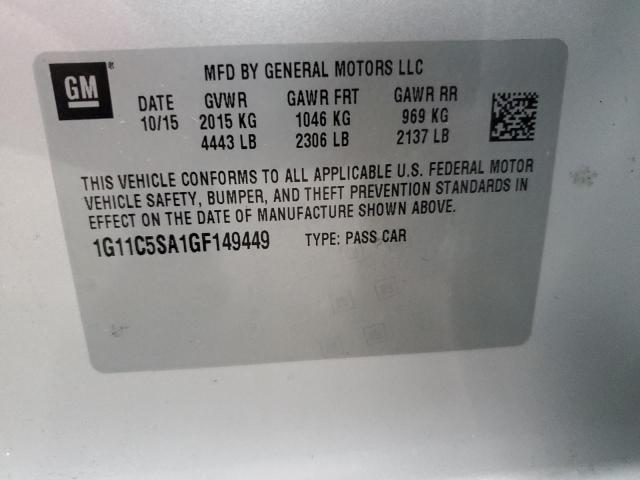 GM® MFD BY GENERAL MOTORS LLC
DATE GVWR GAWR FRT GAWR RR
10/15 2015 KG 1046 KG 969 KG
4443 LB 2306 LB 2137 LB
THIS VEHICLE CONFORMS TO ALL APPLICABLE U.S. FEDERAL MOTOR
VEHICLE SAFETY, BUMPER, AND THEFT PREVENTION STANDARDS IN
EFFECT ON THE DATE OF MANUFACTURE SHOWN ABOVE.
1G11C5SA1GF149449 TYPE: PASS CAR